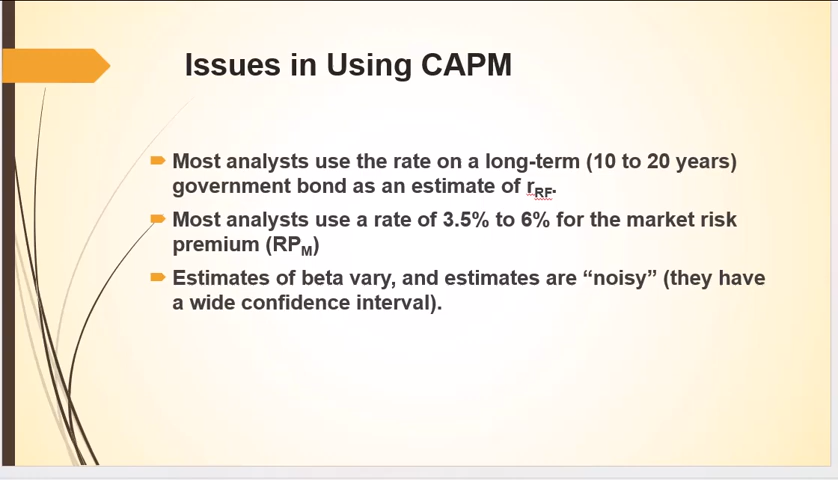 Issues in Using CAPM
Most analysts use the rate on a long-term (10 to 20 years)
government bond as an estimate of rRF.
Most analysts use a rate of 3.5% to 6% for the market risk
premium (RPM)
Estimates of beta vary, and estimates are “noisy” (they have
a wide confidence interval).